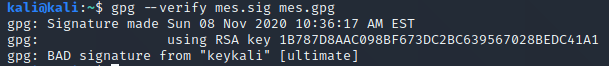 kali@kali:~$ gpg --verify mes.sig mes.gpg
gpg: Signature made Sun 08 Nov 2020 10:36:17 AM EST
gpg:                using RSA key 1B787D8AAC098BF673DC2BC639567028BEDC41A1
gpg: BAD signature from "keykali" [ultimate]